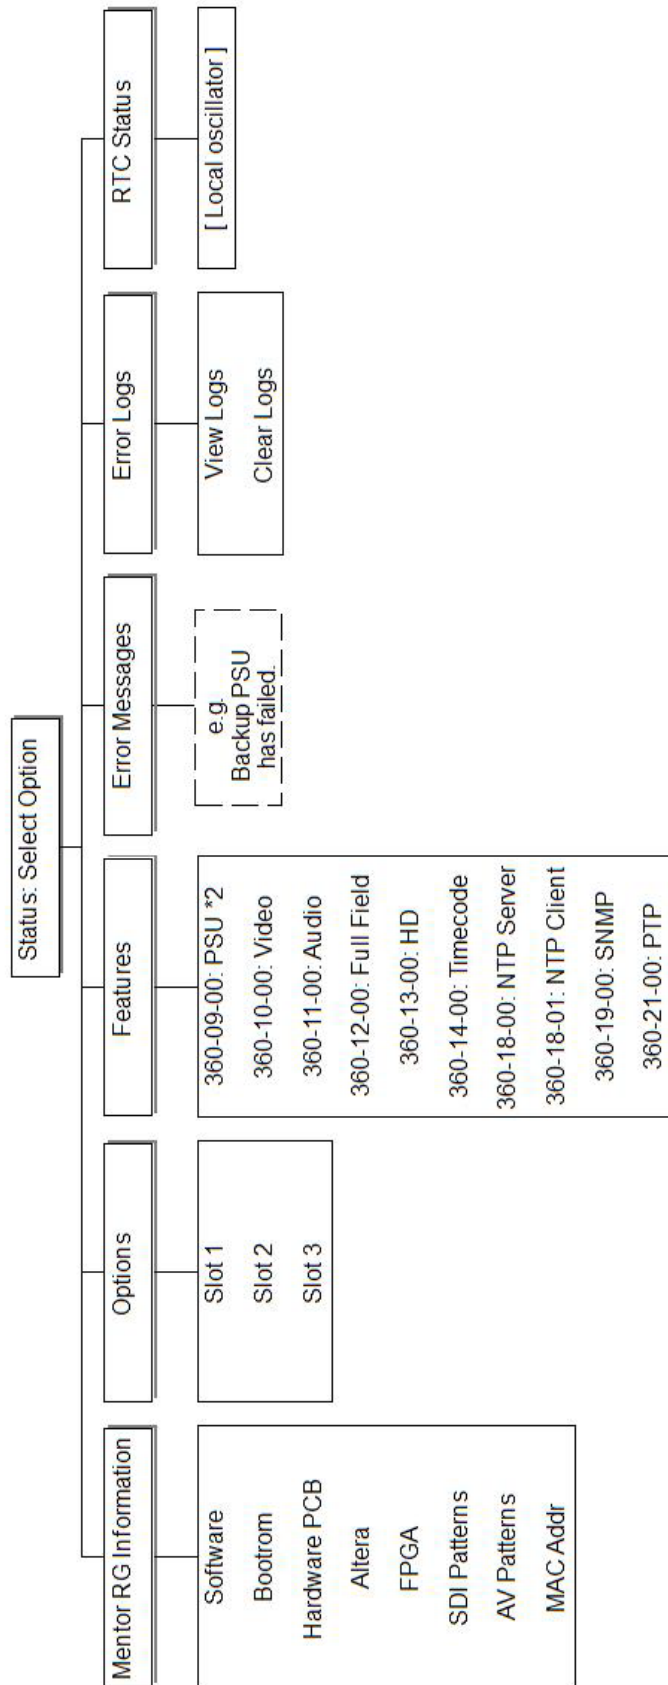 Status: Select Option
Mentor RG Information
Software
Bootrom
Hardware PCB
Altera
FPGA
SDI Patterns
AV Patterns
MAC Addr
Options
Slot 1
Slot 2
Slot 3
Features
360-09-00: PSU *2
360-10-00: Video
360-11-00: Audio
360-12-00: Full Field
360-13-00: HD
360-14-00: Timecode
360-18-00: NTP Server
360-18-01: NTP Client
360-19-00: SNMP
360-21-00: PTP
Error Messages
e.g.
Backup PSU
has failed.
Error Logs
View Logs
Clear Logs
RTC Status
[ Local oscillator ]